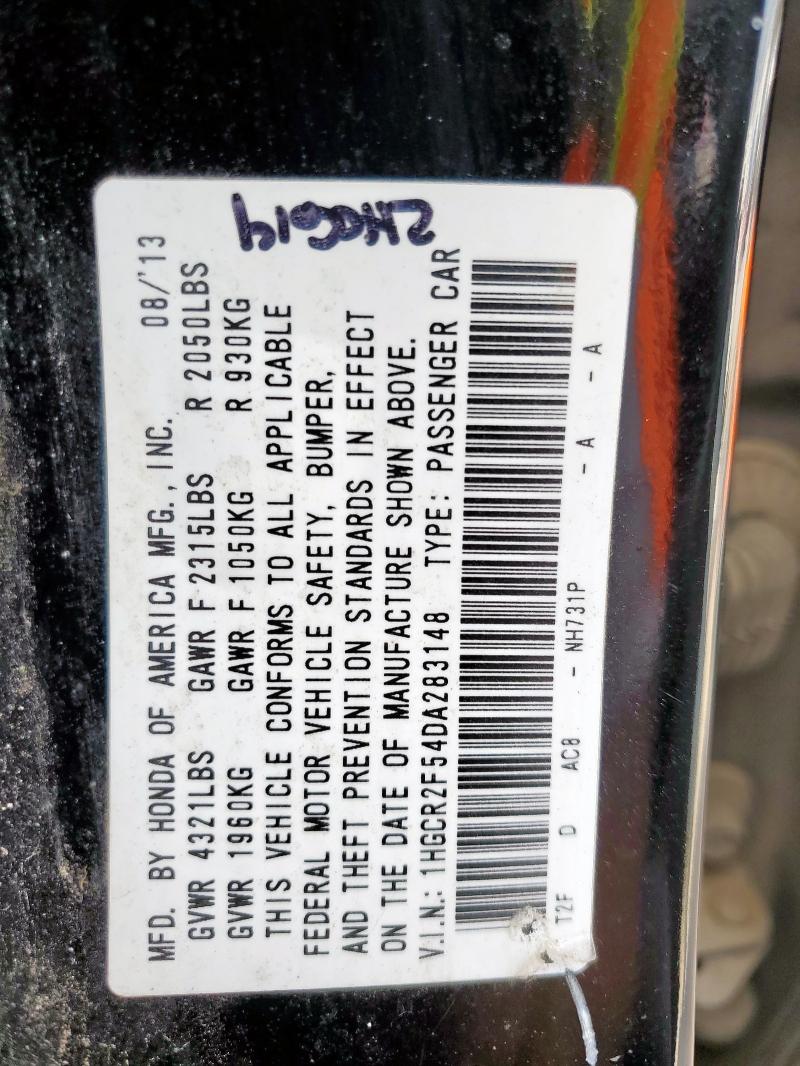 MFD. BY HONDA OF AMERICA MFG., INC. 08/'13
GVWR 4321LBS GAWR F 2315LBS R 2050LBS
GVWR 1960KG GAWR F 1050KG R 930KG
THIS VEHICLE CONFORMS TO ALL APPLICABLE
FEDERAL MOTOR VEHICLE SAFETY, BUMPER,
AND THEFT PREVENTION STANDARDS IN EFFECT
ON THE DATE OF MANUFACTURE SHOWN ABOVE.
V.I.N.: 1HGCR2F54DA283148 TYPE: PASSENGER CAR
T2F D AC8 - NH731P - A - A